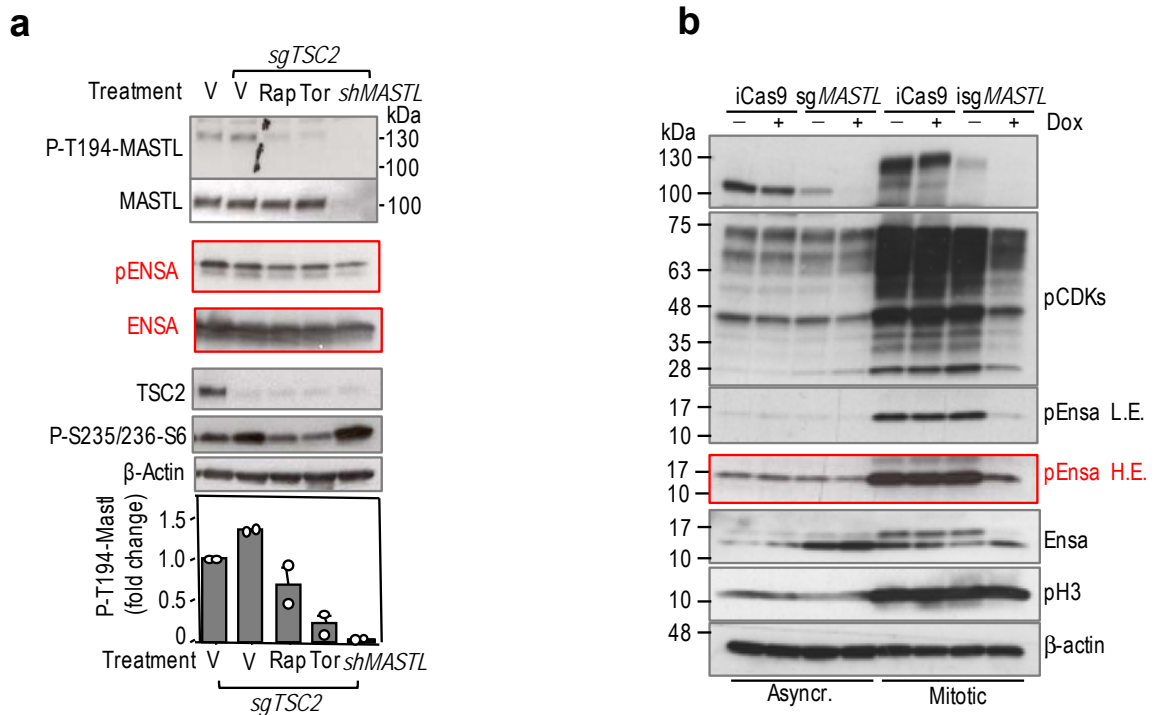 a
sgTSC2
Treatment V V Rap Tor shMASTL
kDa
P-T194-MASTL -130
-100
MASTL -100
pENSA
ENSA
TSC2
P-S235/236-S6
β-Actin
P-T194-Mastl
(fold change)
1.5
1.0
0.5
0
Treatment V V Rap Tor shMASTL
sgTSC2
b
iCas9 sgMASTL iCas9 isgMASTL
– + – + – + – + Dox
kDa
130
100
75
63
48
35
28
pCDKs
17
10
pEnsa L.E.
17
10
pEnsa H.E.
17
10
Ensa
10
pH3
48
β-actin
Asyncr. Mitotic